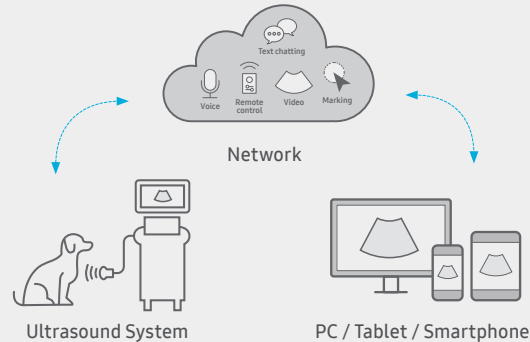 Text chatting
Voice
Remote
control
Video
Marking
Network
Ultrasound System
PC / Tablet / Smartphone